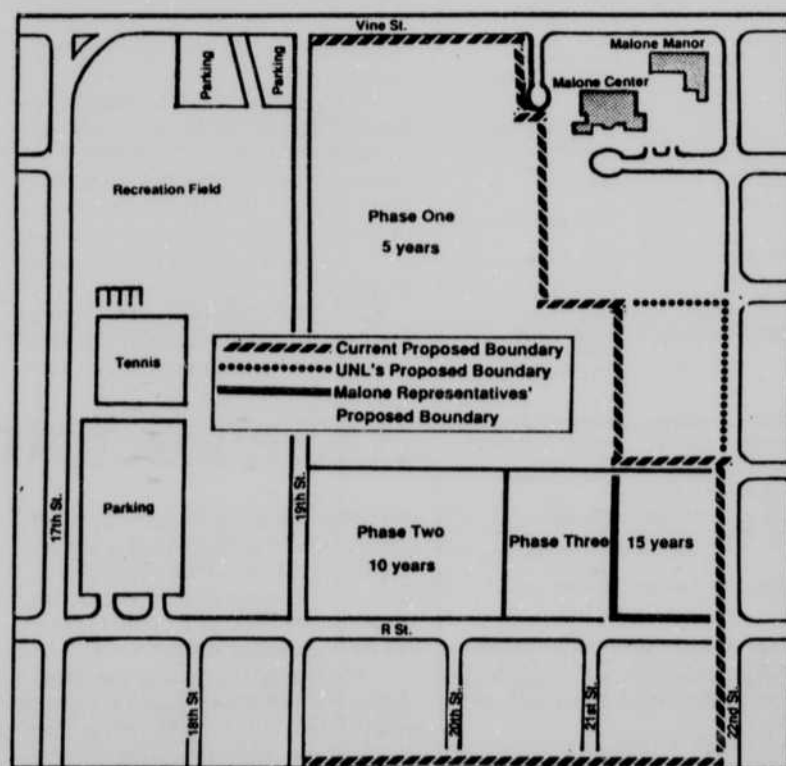 Vine St.
Parking
Parking
Malone Manor
Malone Center
Recreation Field
Phase One
5 years
Tennis
Current Proposed Boundary
UNL's Proposed Boundary
Malone Representatives'
Proposed Boundary
17th St.
Parking
19th St.
Phase Two
10 years
Phase Three
15 years
R St.
18th St.
20th St.
21st St.
22nd St.